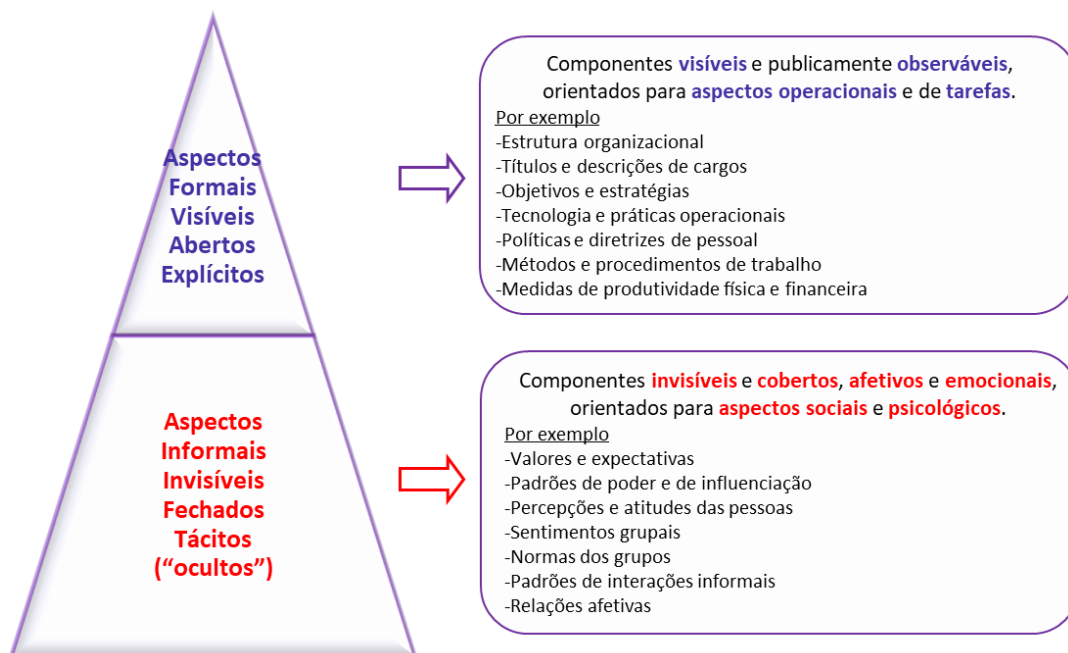 Aspectos
Formais
Visíveis
Abertos
Explícitos
Componentes visíveis e publicamente observáveis,
orientados para aspectos operacionais e de tarefas.
Por exemplo
-Estrutura organizacional
-Títulos e descrições de cargos
-Objetivos e estratégias
-Tecnologia e práticas operacionais
-Políticas e diretrizes de pessoal
-Métodos e procedimentos de trabalho
-Medidas de produtividade física e financeira
Aspectos
Informais
Invisíveis
Fechados
Tácitos
(“ocultos”)
Componentes invisíveis e cobertos, afetivos e emocionais,
orientados para aspectos sociais e psicológicos.
Por exemplo
-Valores e expectativas
-Padrões de poder e de influenciação
-Percepções e atitudes das pessoas
-Sentimentos grupais
-Normas dos grupos
-Padrões de interações informais
-Relações afetivas